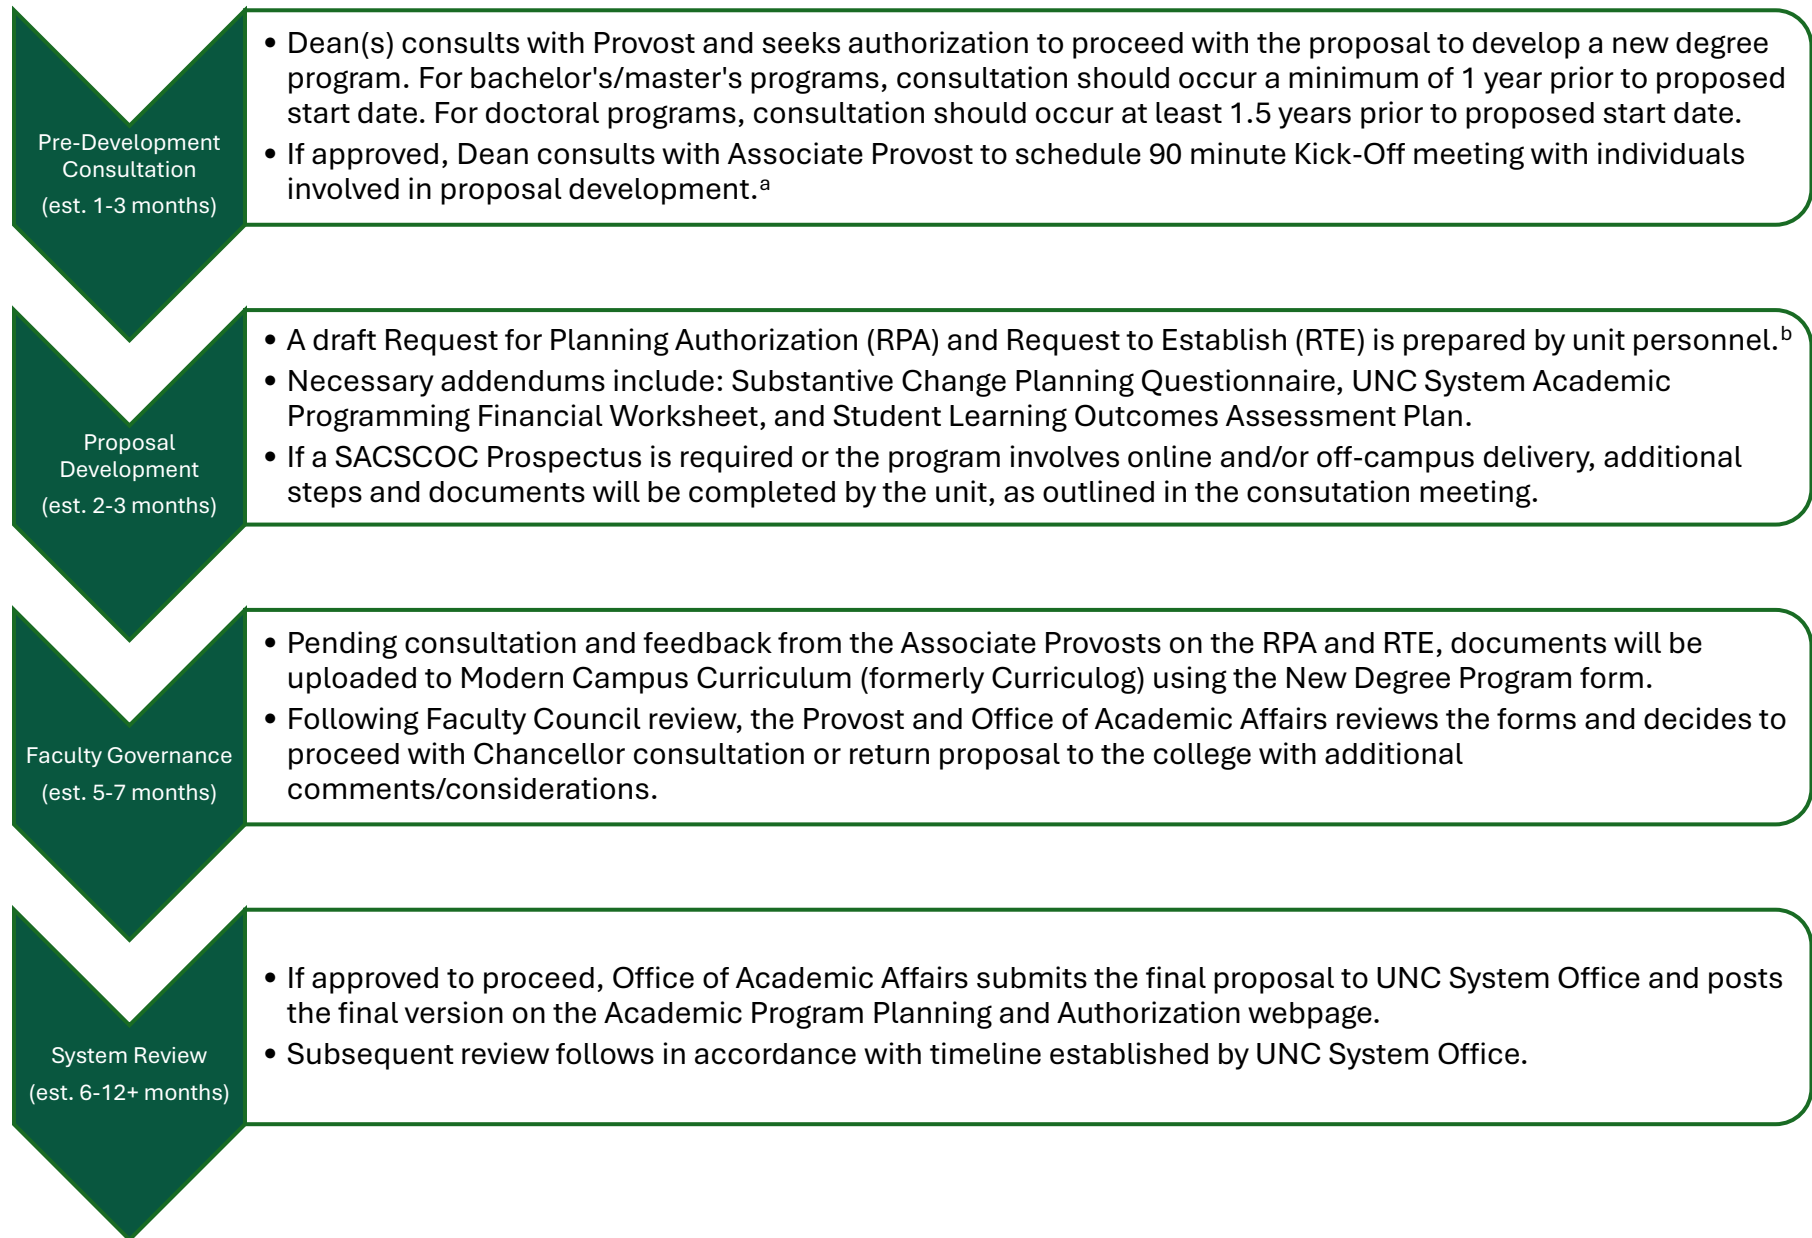 Pre-Development
Consultation
(est. 1-3 months)
• Dean(s) consults with Provost and seeks authorization to proceed with the proposal to develop a new degree
program. For bachelor's/master's programs, consultation should occur a minimum of 1 year prior to proposed
start date. For doctoral programs, consultation should occur at least 1.5 years prior to proposed start date.
• If approved, Dean consults with Associate Provost to schedule 90 minute Kick-Off meeting with individuals
involved in proposal development.ᵃ
Proposal
Development
(est. 2-3 months)
• A draft Request for Planning Authorization (RPA) and Request to Establish (RTE) is prepared by unit personnel.ᵇ
• Necessary addendums include: Substantive Change Planning Questionnaire, UNC System Academic
Programming Financial Worksheet, and Student Learning Outcomes Assessment Plan.
• If a SACSCOC Prospectus is required or the program involves online and/or off-campus delivery, additional
steps and documents will be completed by the unit, as outlined in the consutation meeting.
Faculty Governance
(est. 5-7 months)
• Pending consultation and feedback from the Associate Provosts on the RPA and RTE, documents will be
uploaded to Modern Campus Curriculum (formerly Curriculog) using the New Degree Program form.
• Following Faculty Council review, the Provost and Office of Academic Affairs reviews the forms and decides to
proceed with Chancellor consultation or return proposal to the college with additional
comments/considerations.
System Review
(est. 6-12+ months)
• If approved to proceed, Office of Academic Affairs submits the final proposal to UNC System Office and posts
the final version on the Academic Program Planning and Authorization webpage.
• Subsequent review follows in accordance with timeline established by UNC System Office.